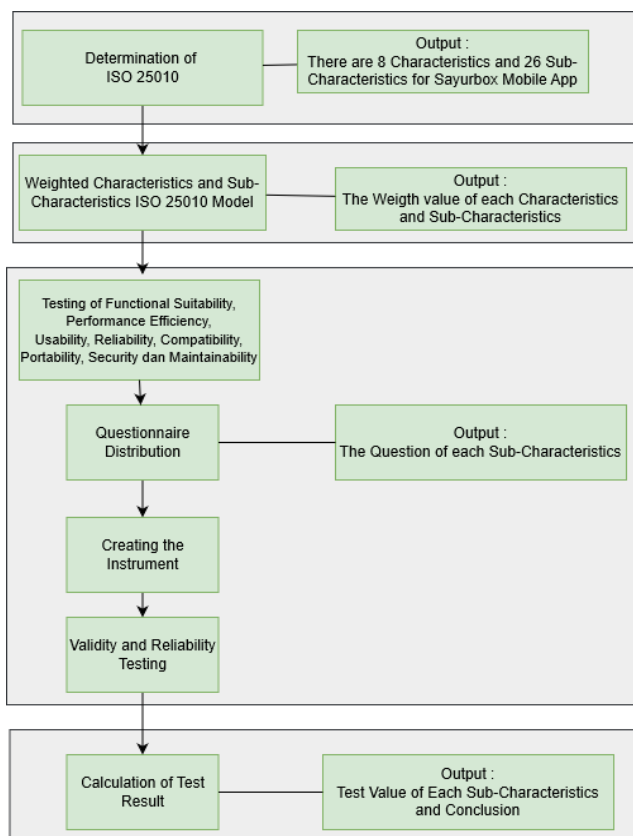 Determination of
ISO 25010
Output :
There are 8 Characteristics and 26 Sub-
Characteristics for Sayurbox Mobile App
Weighted Characteristics and Sub-
Characteristics ISO 25010 Model
Output :
The Weigth value of each Characteristics
and Sub-Characteristics
Testing of Functional Suitability,
Performance Efficiency,
Usability, Reliability, Compatibility,
Portability, Security dan Maintainability
Questionnaire
Distribution
Output :
The Question of each Sub-Characteristics
Creating the
Instrument
Validity and Reliability
Testing
Calculation of Test
Result
Output :
Test Value of Each Sub-Characteristics
and Conclusion